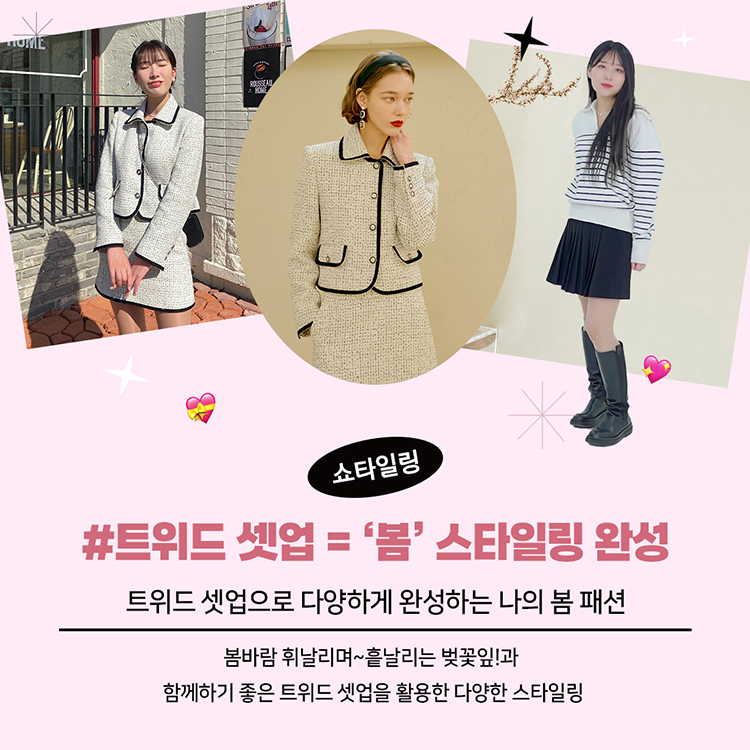 HOME
ROUSSEAU
HOME
쇼타일링
#트위드 셋업 = ‘봄’ 스타일링 완성
트위드 셋업으로 다양하게 완성하는 나의 봄 패션
봄바람 휘날리며~흩날리는 벚꽃잎!과
함께하기 좋은 트위드 셋업을 활용한 다양한 스타일링